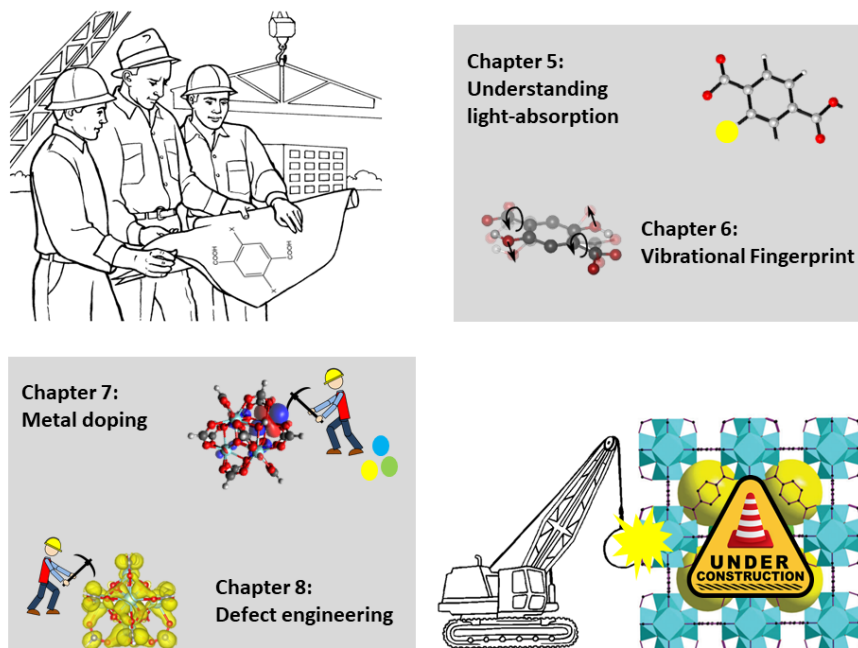 Chapter 5:
Understanding
light-absorption
Chapter 6:
Vibrational Fingerprint
X
COOH
COOH
X
Chapter 7:
Metal doping
Chapter 8:
Defect engineering
UNDER
CONSTRUCTION